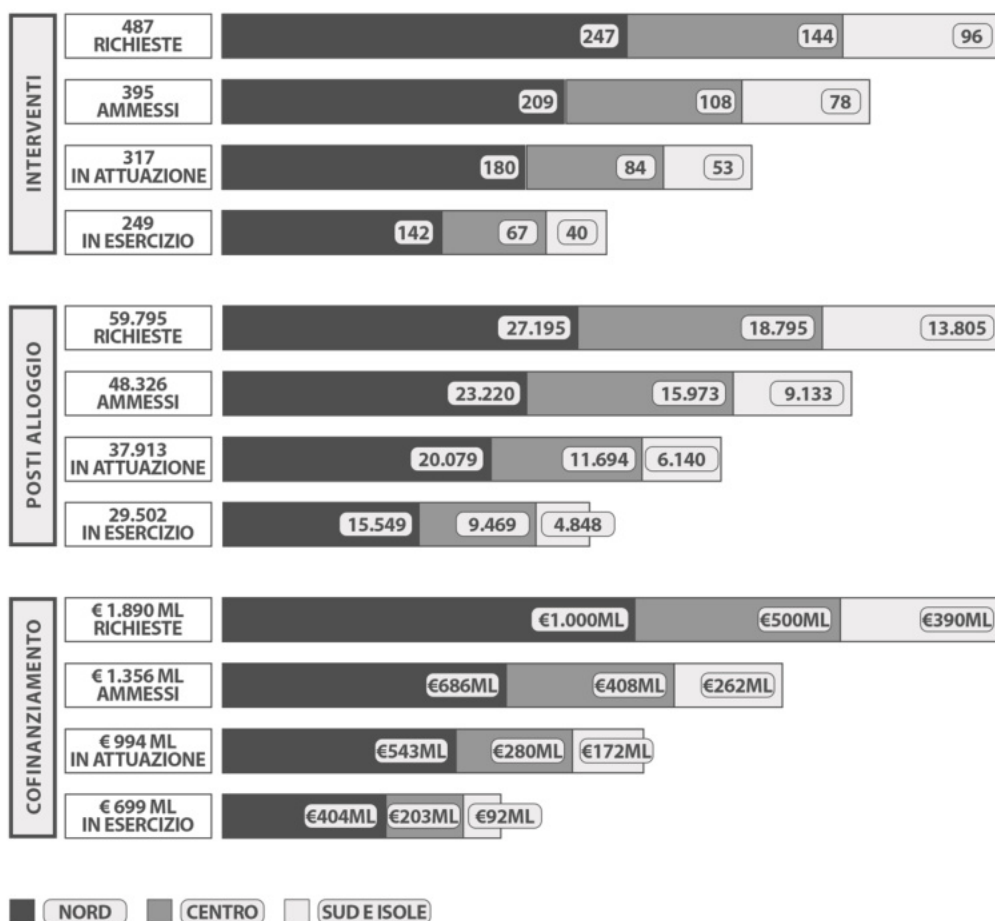 INTERVENTI
487
RICHIESTE
247
144
96
395
AMMESSI
209
108
78
317
IN ATTUAZIONE
180
84
53
249
IN ESERCIZIO
142
67
40
POSTI ALLOGGIO
59.795
RICHIESTE
27.195
18.795
13.805
48.326
AMMESSI
23.220
15.973
9.133
37.913
IN ATTUAZIONE
20.079
11.694
6.140
29.502
IN ESERCIZIO
15.549
9.469
4.848
COFINANZIAMENTO
€ 1.890 ML
RICHIESTE
€1.000ML
€500ML
€390ML
€ 1.356 ML
AMMESSI
€686ML
€408ML
€262ML
€ 994 ML
IN ATTUAZIONE
€543ML
€280ML
€172ML
€ 699 ML
IN ESERCIZIO
€404ML
€203ML
€92ML
NORD
CENTRO
SUD E ISOLE